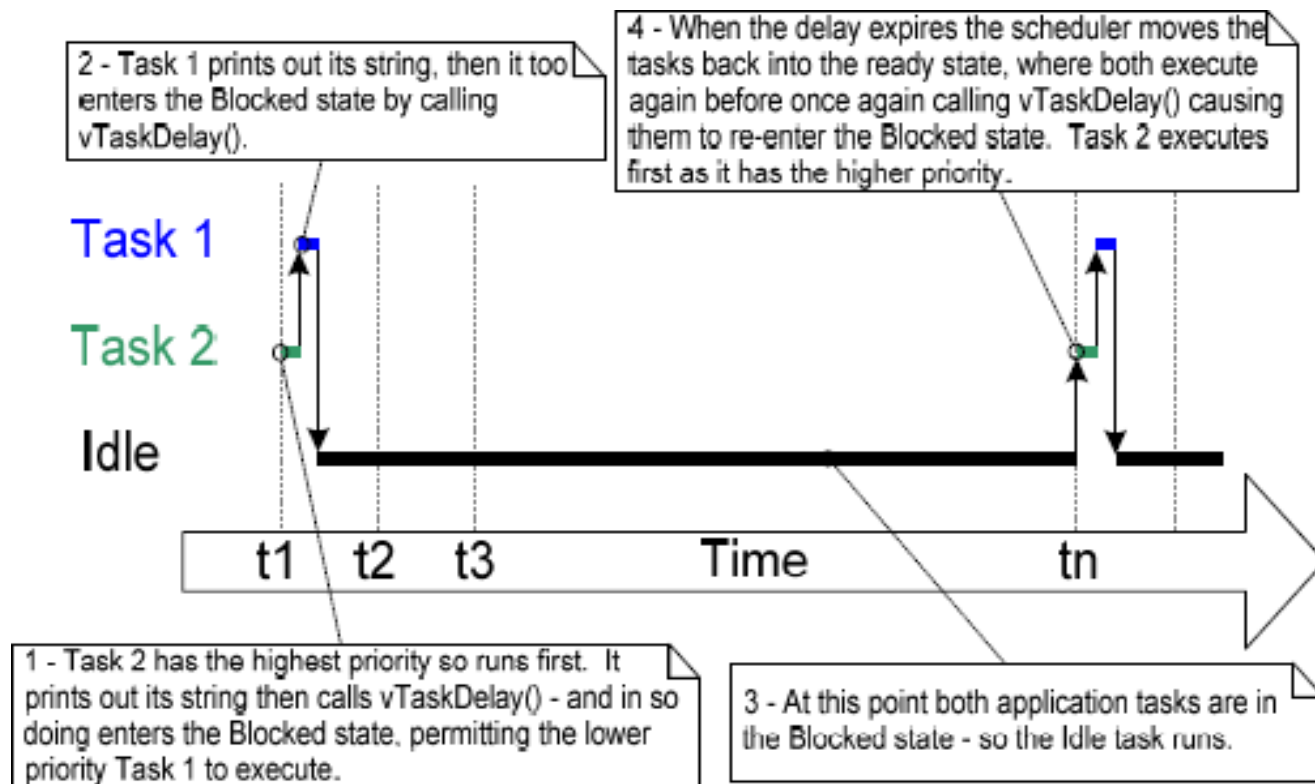 2 - Task 1 prints out its string, then it too
enters the Blocked state by calling
vTaskDelay().
4 - When the delay expires the scheduler moves the
tasks back into the ready state, where both execute
again before once again calling vTaskDelay() causing
them to re-enter the Blocked state.  Task 2 executes
first as it has the higher priority.
Task 1
Task 2
Idle
t1 t2 t3 Time tn
1 - Task 2 has the highest priority so runs first.  It
prints out its string then calls vTaskDelay() - and in so
doing enters the Blocked state, permitting the lower
priority Task 1 to execute.
3 - At this point both application tasks are in
the Blocked state - so the Idle task runs.